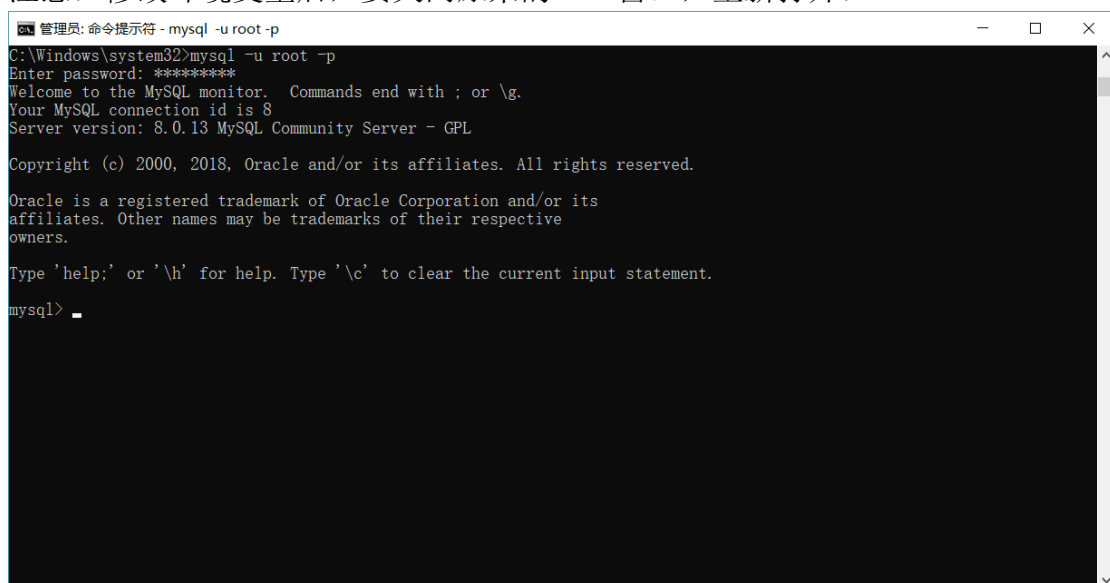 管理员: 命令提示符 - mysql -u root -p
C:\Windows\system32>mysql -u root -p
Enter password: *********
Welcome to the MySQL monitor.  Commands end with ; or \g.
Your MySQL connection id is 8
Server version: 8.0.13 MySQL Community Server - GPL
Copyright (c) 2000, 2018, Oracle and/or its affiliates. All rights reserved.
Oracle is a registered trademark of Oracle Corporation and/or its
affiliates. Other names may be trademarks of their respective
owners.
Type 'help;' or '\h' for help. Type '\c' to clear the current input statement.
mysql>